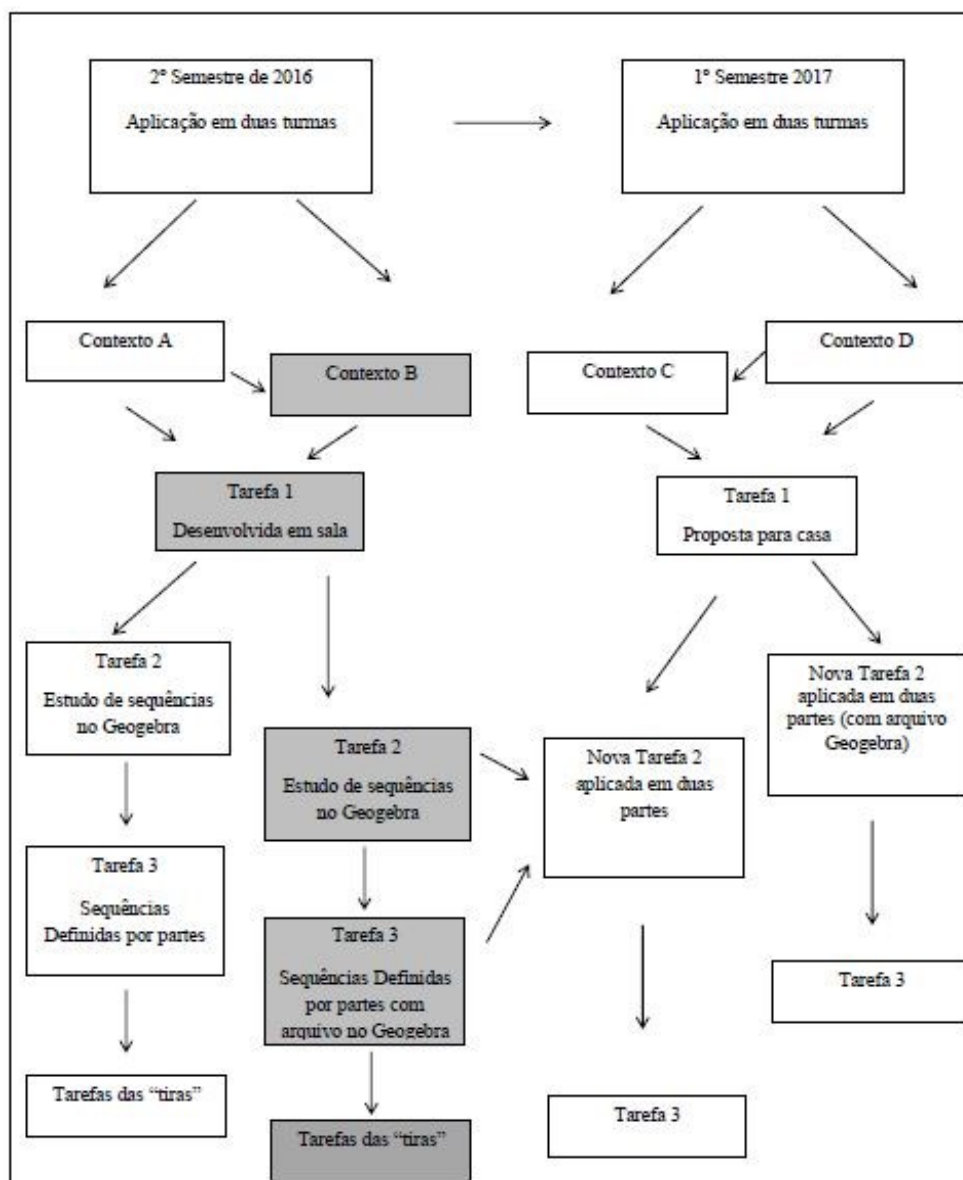 2º Semestre de 2016
Aplicação em duas turmas
1º Semestre 2017
Aplicação em duas turmas
Contexto A
Contexto B
Contexto C
Contexto D
Tarefa 1
Desenvolvida em sala
Tarefa 1
Proposta para casa
Tarefa 2
Estudo de sequências
no Geogebra
Tarefa 2
Estudo de sequências
no Geogebra
Nova Tarefa 2
aplicada em duas
partes
Nova Tarefa 2
aplicada em duas
partes (com arquivo
Geogebra)
Tarefa 3
Sequências
Definidas por partes
Tarefa 3
Sequências Definidas
por partes com
arquivo no Geogebra
Tarefa 3
Tarefas das “tiras”
Tarefas das “tiras”
Tarefa 3